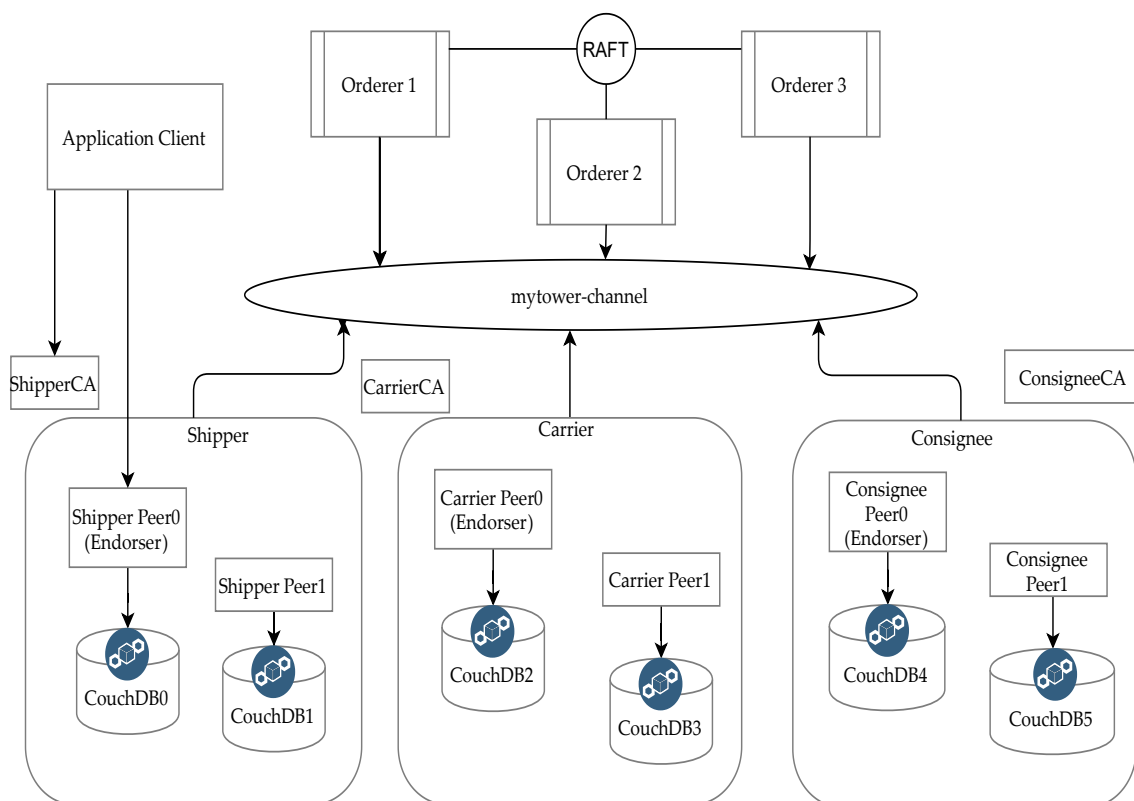 RAFT
Orderer 1
Orderer 3
Application Client
Orderer 2
mytower-channel
ShipperCA
CarrierCA
ConsigneeCA
Shipper
Carrier
Consignee
Shipper Peer0
(Endorser)
Shipper Peer1
Carrier Peer0
(Endorser)
Carrier Peer1
Consignee
Peer0
(Endorser)
Consignee
Peer1
CouchDB0
CouchDB1
CouchDB2
CouchDB3
CouchDB4
CouchDB5